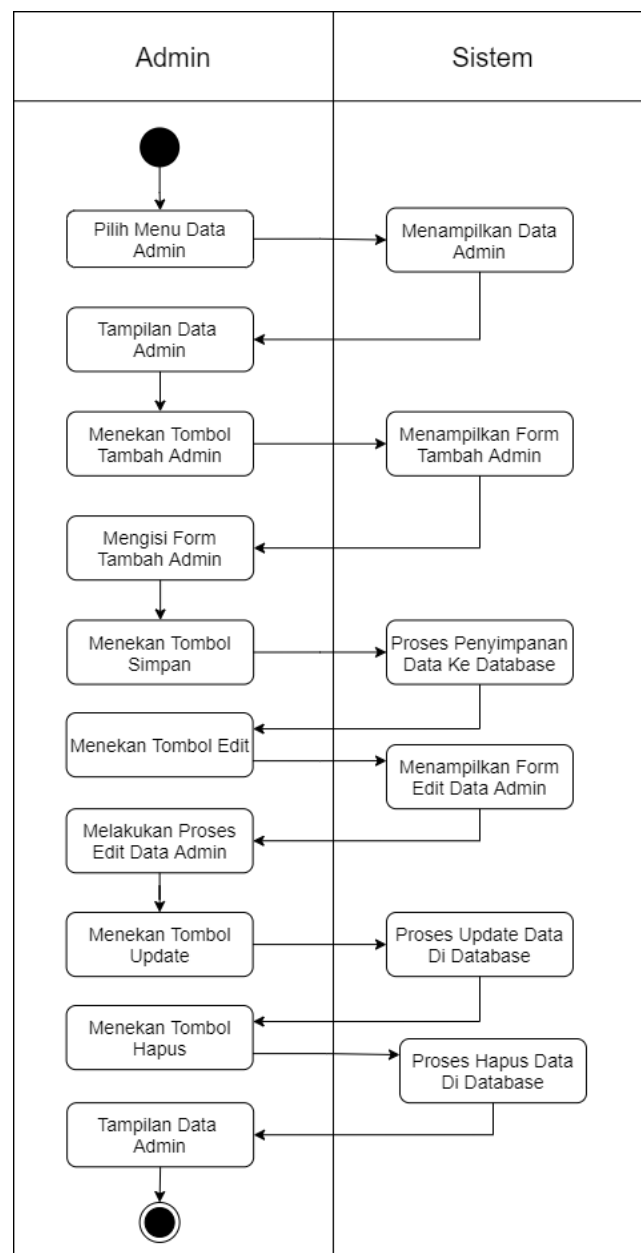 Admin
Sistem
Pilih Menu Data
Admin
Menampilkan Data
Admin
Tampilan Data
Admin
Menekan Tombol
Tambah Admin
Menampilkan Form
Tambah Admin
Mengisi Form
Tambah Admin
Menekan Tombol
Simpan
Proses Penyimpanan
Data Ke Database
Menekan Tombol Edit
Menampilkan Form
Edit Data Admin
Melakukan Proses
Edit Data Admin
Menekan Tombol
Update
Proses Update Data
Di Database
Menekan Tombol
Hapus
Proses Hapus Data
Di Database
Tampilan Data
Admin